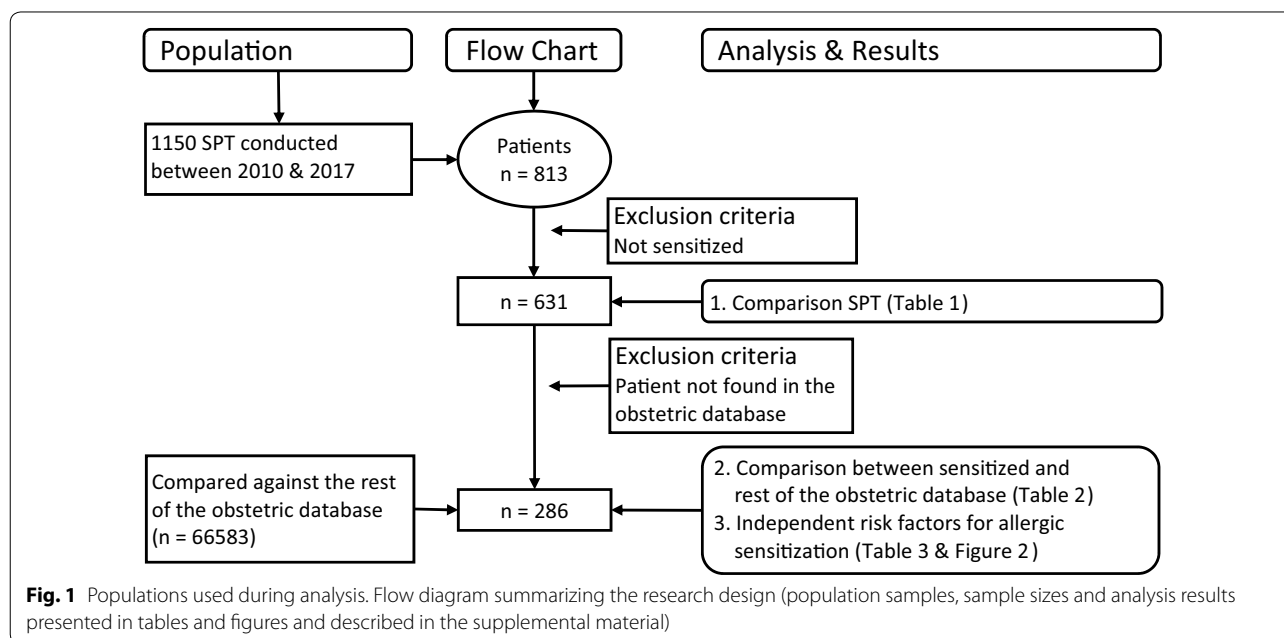 Population
Flow Chart
Analysis & Results
1150 SPT conducted
between 2010 & 2017
Patients
n = 813
Exclusion criteria
Not sensitized
n = 631
1. Comparison SPT (Table 1)
Exclusion criteria
Patient not found in the
obstetric database
Compared against the rest
of the obstetric database
(n = 66583)
n = 286
2. Comparison between sensitized and
rest of the obstetric database (Table 2)
3. Independent risk factors for allergic
sensitization (Table 3 & Figure 2)
Fig. 1 Populations used during analysis. Flow diagram summarizing the research design (population samples, sample sizes and analysis results
presented in tables and figures and described in the supplemental material)